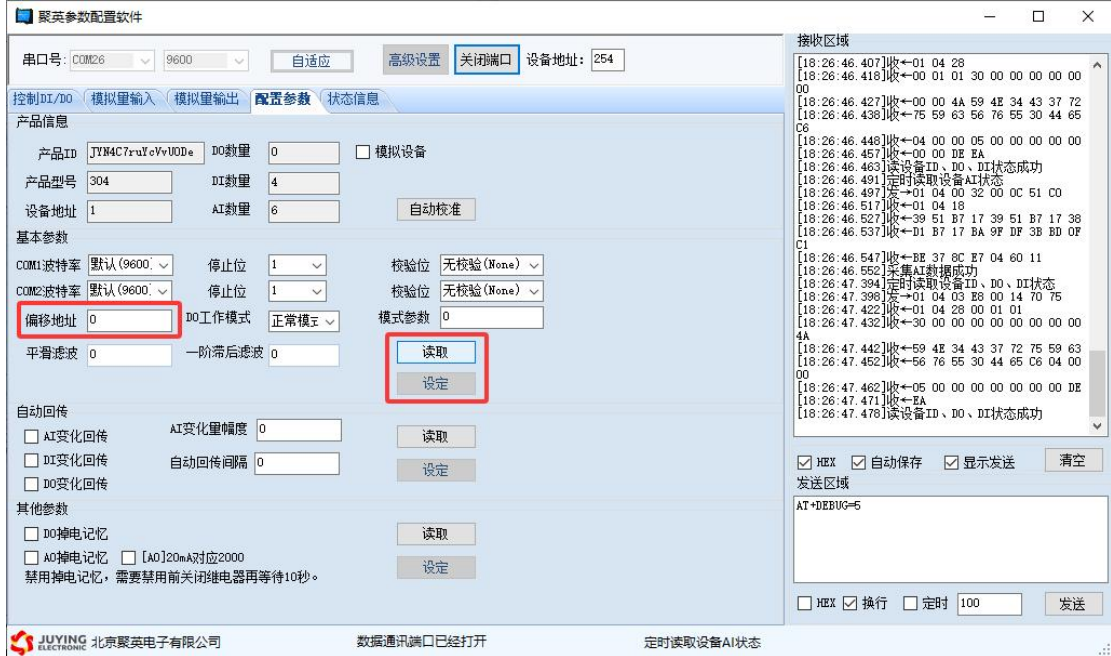 聚英参数配置软件
串口号: COM26 9600 自适应 高级设置 关闭端口 设备地址: 254
控制DI/DO 模拟量输入 模拟量输出 配置参数 状态信息
产品信息
产品ID JYN4C7ruYcVvU0De DO数量 0 模拟设备
产品型号 304 DI数量 4
设备地址 1 AI数量 6 自动校准
基本参数
COM1波特率 默认(9600) 停止位 1 校验位 无校验(None)
COM2波特率 默认(9600) 停止位 1 校验位 无校验(None)
偏移地址 0 DO工作模式 正常模式 模式参数 0
平滑滤波 0 一阶滞后滤波 0 读取
设定
自动回传
AI变化回传 AI变化量幅度 0 读取
DI变化回传 自动回传间隔 0 设定
DO变化回传
其他参数
DO掉电记忆 读取
AO掉电记忆 [AO]20mA对应2000 设定
禁用掉电记忆，需要禁用前关闭继电器再等待10秒。
接收区域
[18:26:46.407]收←01 04 28
[18:26:46.418]收←00 01 01 30 00 00 00 00 00
00
[18:26:46.427]收←00 00 4A 59 4E 34 43 37 72
[18:26:46.438]收←75 59 63 56 76 55 30 44 65
C6
[18:26:46.448]收←04 00 00 05 00 00 00 00 00
[18:26:46.457]收←00 00 DE EA
[18:26:46.463]读设备ID、DO、DI状态成功
[18:26:46.491]定时读取设备AI状态
[18:26:46.497]发→01 04 00 32 00 0C 51 C0
[18:26:46.517]收←01 04 18
[18:26:46.527]收←39 51 B7 17 39 51 B7 17 38
[18:26:46.537]收←D1 B7 17 BA 9F DF 3B BD 0F
C1
[18:26:46.547]收←BE 37 8C E7 04 60 11
[18:26:46.552]采集AI数据成功
[18:26:47.394]定时读取设备ID、DO、DI状态
[18:26:47.398]发→01 04 03 E8 00 14 70 75
[18:26:47.422]收←01 04 28 00 01 01
[18:26:47.432]收←30 00 00 00 00 00 00 00 00
4A
[18:26:47.442]收←59 4E 34 43 37 72 75 59 63
[18:26:47.452]收←56 76 55 30 44 65 C6 04 00
00
[18:26:47.462]收←05 00 00 00 00 00 00 00 DE
[18:26:47.471]收←EA
[18:26:47.478]读设备ID、DO、DI状态成功
HEX 自动保存 显示发送 清空
发送区域
AT+DEBUG=5
HEX 换行 定时 100 发送
JUYING ELECTRONIC 北京聚英电子有限公司 数据通讯端口已经打开 定时读取设备AI状态